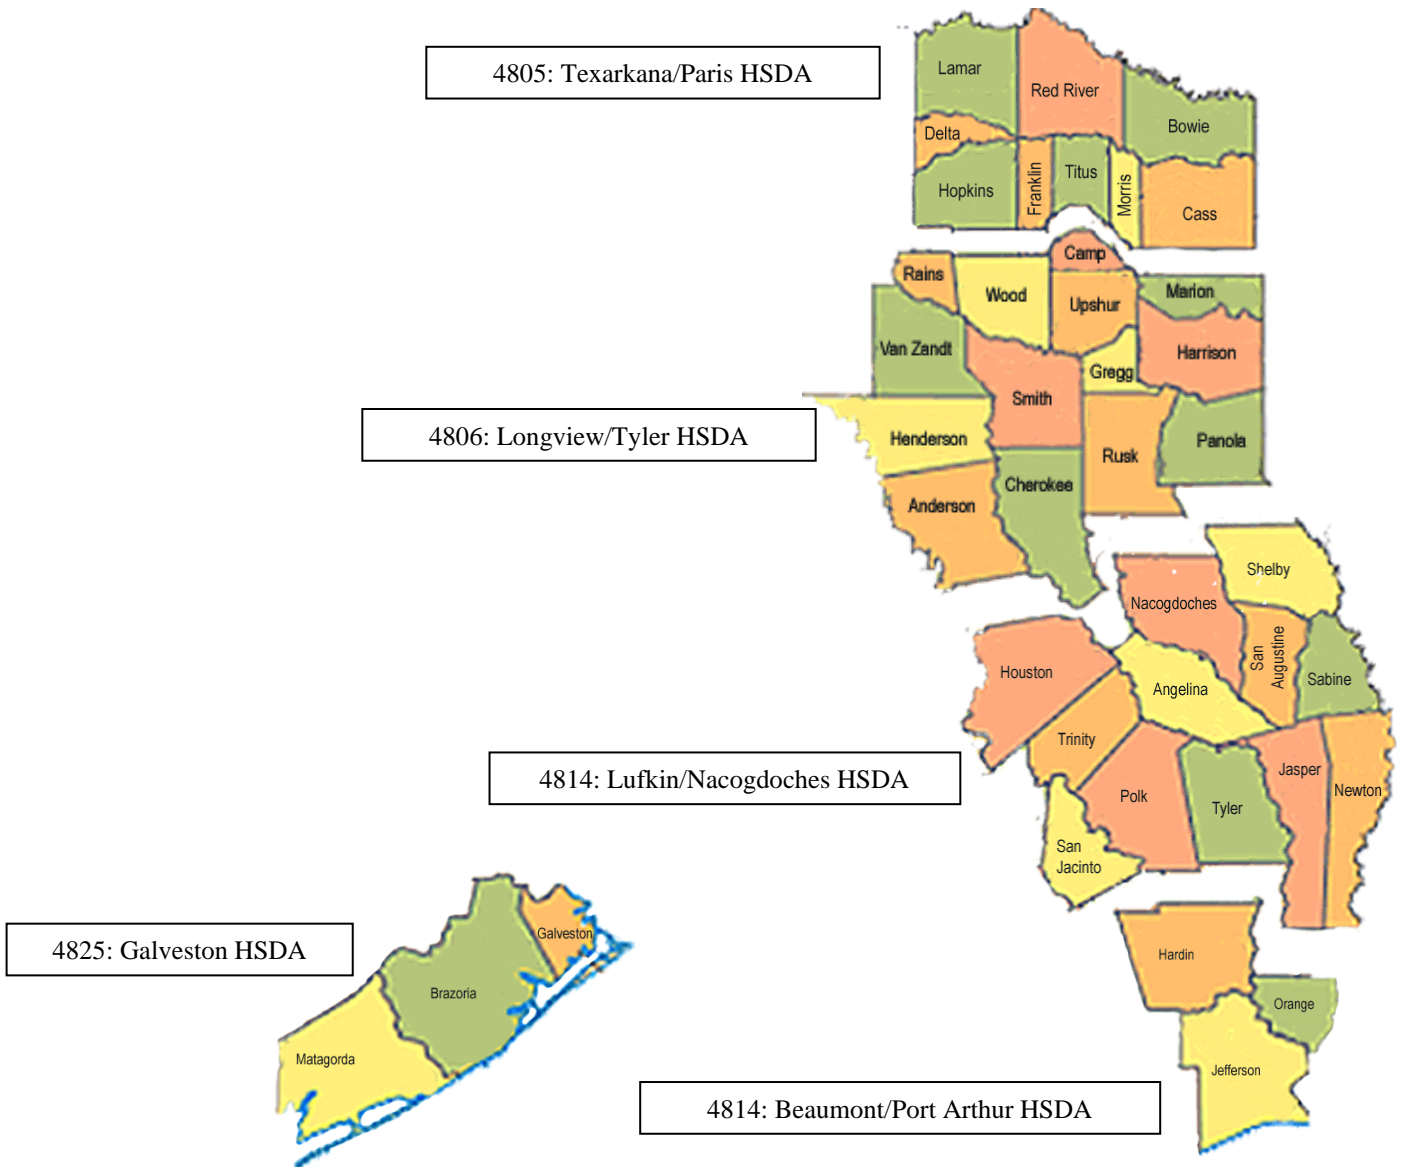 4805: Texarkana/Paris HSDA
Lamar
Red River
Bowie
Delta
Hopkins
Franklin
Titus
Morris
Cass
Camp
Rains
Wood
Upshur
Marion
Van Zandt
Harrison
Gregg
Smith
4806: Longview/Tyler HSDA
Henderson
Panola
Rusk
Cherokee
Anderson
Shelby
Nacogdoches
San
Augustine
Sabine
Houston
Angelina
Trinity
4814: Lufkin/Nacogdoches HSDA
Jasper
Newton
Polk
Tyler
San
Jacinto
4825: Galveston HSDA
Galveston
Brazoria
Matagorda
Hardin
Orange
Jefferson
4814: Beaumont/Port Arthur HSDA